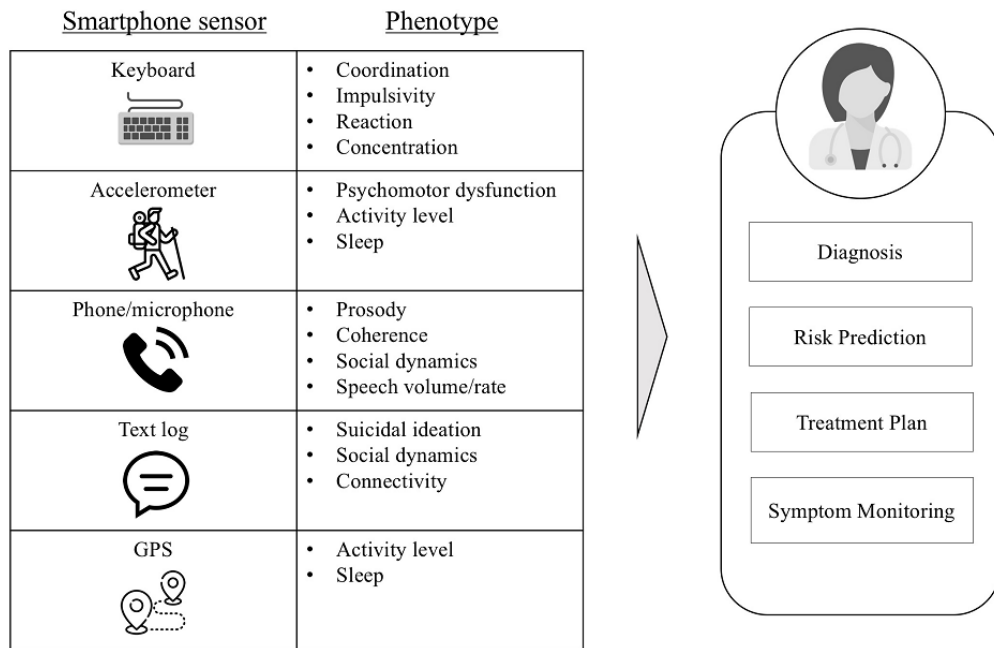 Smartphone sensor
Phenotype
Keyboard
• Coordination
• Impulsivity
• Reaction
• Concentration
Accelerometer
• Psychomotor dysfunction
• Activity level
• Sleep
Phone/microphone
• Prosody
• Coherence
• Social dynamics
• Speech volume/rate
Text log
• Suicidal ideation
• Social dynamics
• Connectivity
GPS
• Activity level
• Sleep
Diagnosis
Risk Prediction
Treatment Plan
Symptom Monitoring